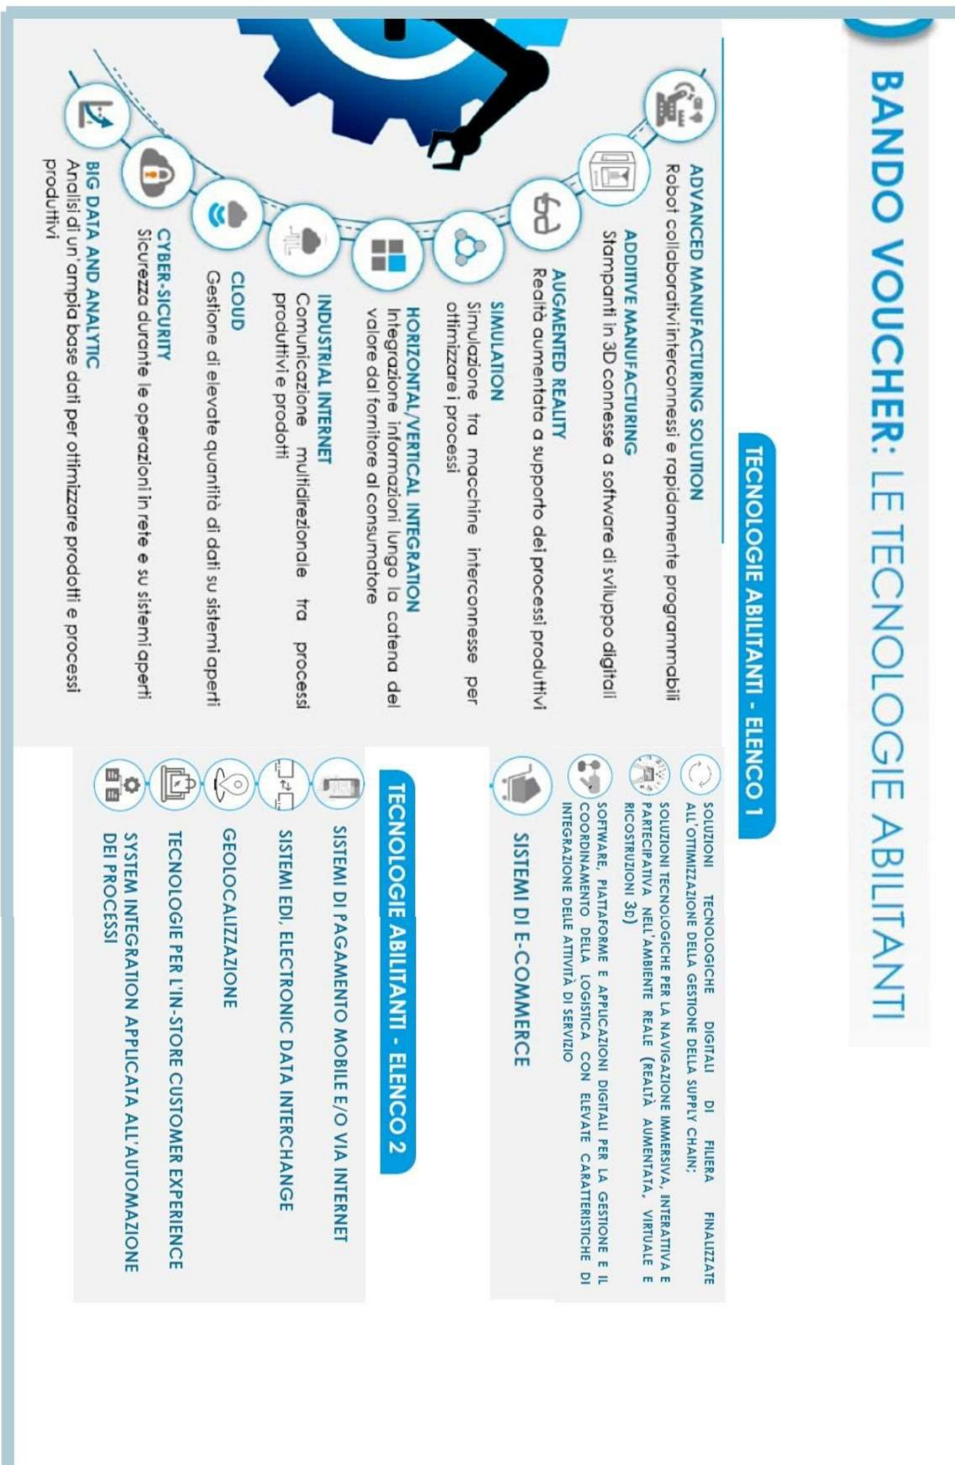 BANDO VOUCHER: LE TECNOLOGIE ABILITANTI
TECNOLOGIE ABILITANTI - ELENCO 1
ADVANCED MANUFACTURING SOLUTION
Robot collaborativi interconnessi e rapidamente programmabili
ADDITIVE MANUFACTURING
Stampanti in 3D connesse a software di sviluppo digitali
AUGMENTED REALITY
Realtà aumentata a supporto dei processi produttivi
SIMULATION
Simulazione tra macchine interconnesse per
ottimizzare i processi
HORIZONTAL/VERTICAL INTEGRATION
Integrazione informazioni lungo la catena del
valore dal fornitore al consumatore
INDUSTRIAL INTERNET
Comunicazione multidirezionale tra processi
produttivi e prodotti
CLOUD
Gestione di elevate quantità di dati su sistemi aperti
CYBER-SICURITY
Sicurezza durante le operazioni in rete e su sistemi aperti
BIG DATA AND ANALYTIC
Analisi di un'ampia base dati per ottimizzare prodotti e processi
produttivi
SOLUZIONI TECNOLOGICHE DIGITALI DI FILIERA FINALIZZATE
ALL'OTTIMIZZAZIONE DELLA GESTIONE DELLA SUPPLY CHAIN;
SOLUZIONI TECNOLOGICHE PER LA NAVIGAZIONE IMMERSIVA, INTERATTIVA E
PARTECIPATIVA NELL'AMBIENTE REALE (REALTÀ AUMENTATA, VIRTUALE E
RICOSTRUZIONI 3D)
SOFTWARE, PIATTAFORME E APPLICAZIONI DIGITALI PER LA GESTIONE E IL
COORDINAMENTO DELLA LOGISTICA CON ELEVATE CARATTERISTICHE DI
INTEGRAZIONE DELLE ATTIVITÀ DI SERVIZIO
SISTEMI DI E-COMMERCE
TECNOLOGIE ABILITANTI - ELENCO 2
SISTEMI DI PAGAMENTO MOBILE E/O VIA INTERNET
SISTEMI EDI, ELECTRONIC DATA INTERCHANGE
GEOLOCALIZZAZIONE
TECNOLOGIE PER L'IN-STORE CUSTOMER EXPERIENCE
SYSTEM INTEGRATION APPLICATA ALL'AUTOMAZIONE
DEI PROCESSI